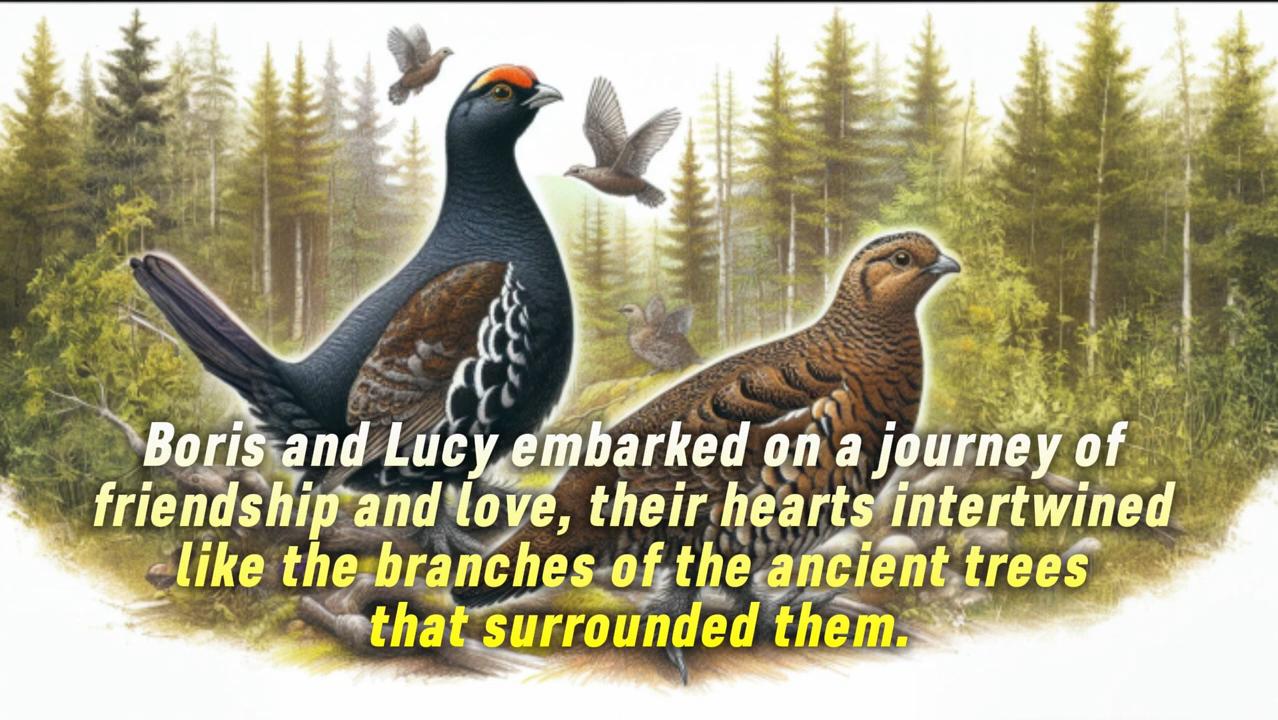 Boris and Lucy embarked on a journey of
friendship and love, their hearts intertwined
like the branches of the ancient trees
that surrounded them.